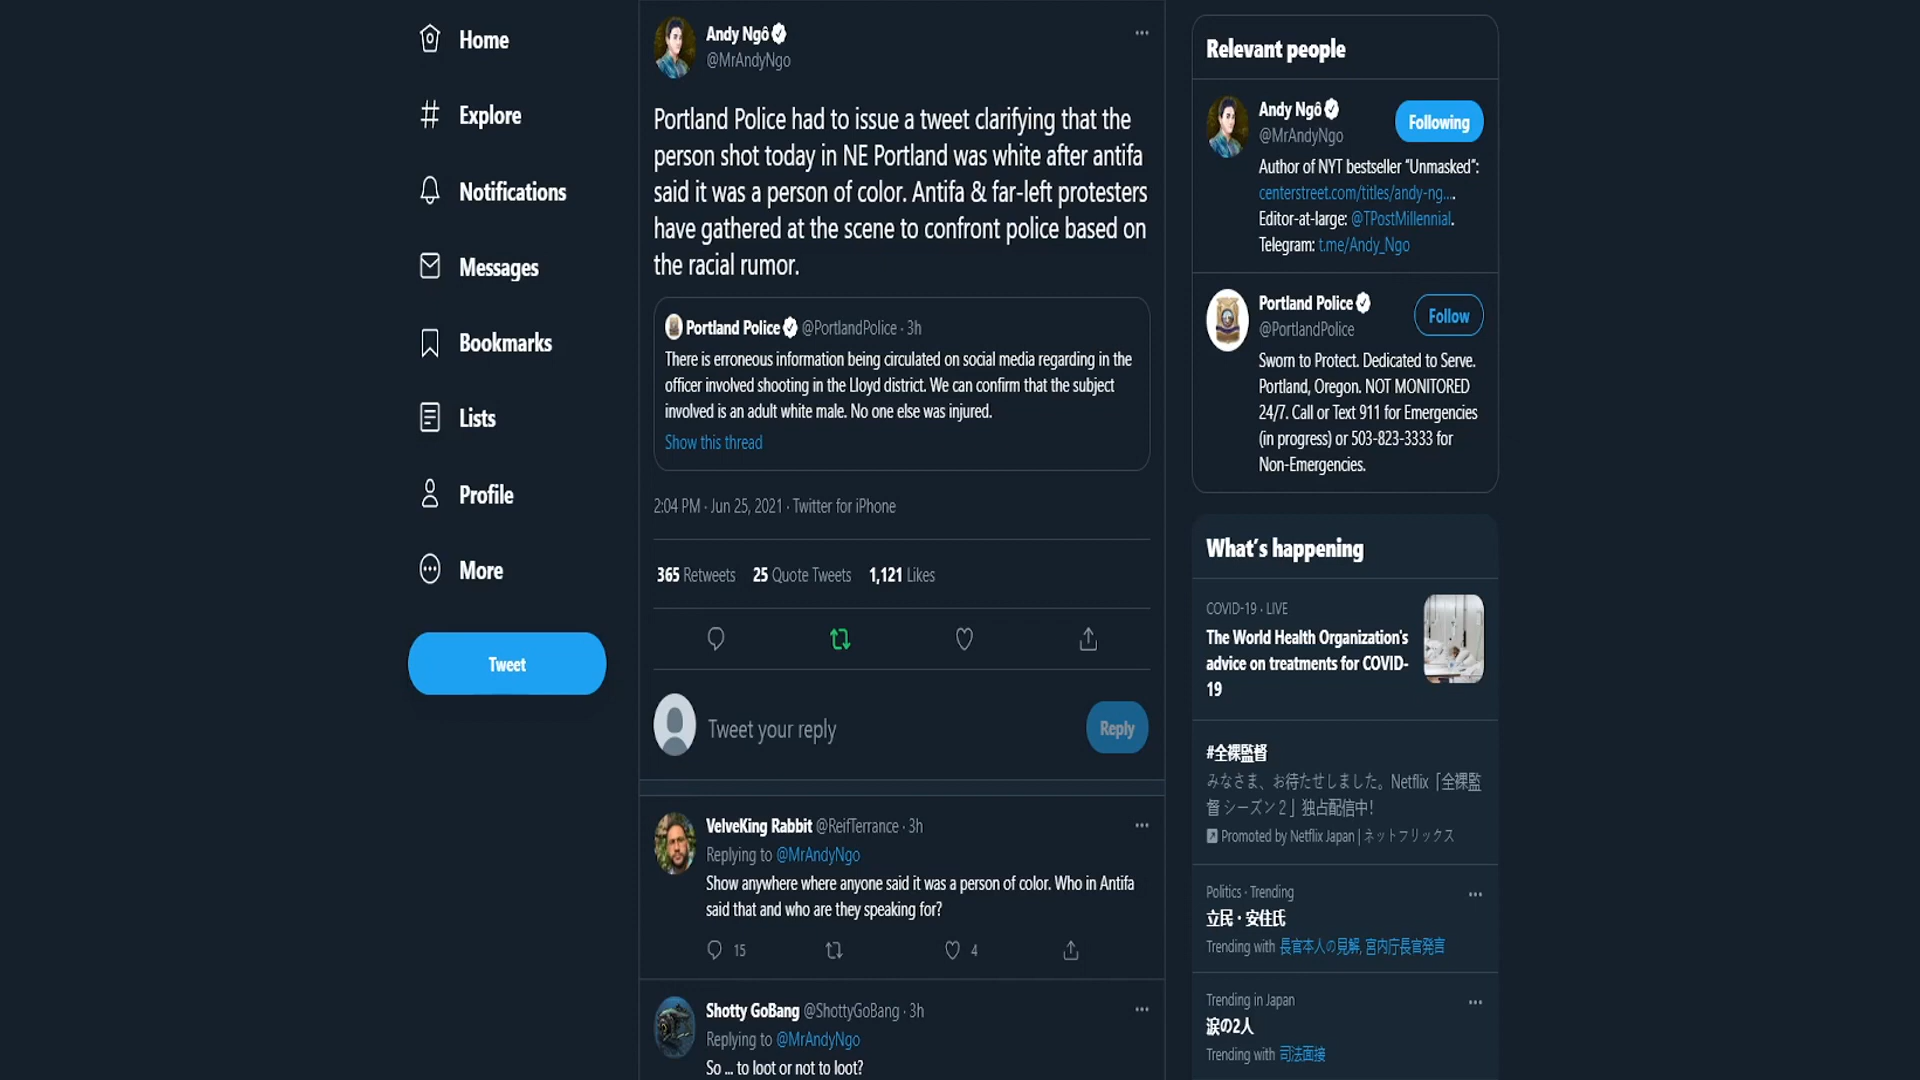 Home
Explore
Notifications
Messages
Bookmarks
Lists
Profile
More
Tweet
Andy Ngô
@MrAndyNgo
Portland Police had to issue a tweet clarifying that the
person shot today in NE Portland was white after antifa
said it was a person of color. Antifa & far-left protesters
have gathered at the scene to confront police based on
the racial rumor.
Portland Police @PortlandPolice · 3h
There is erroneous information being circulated on social media regarding in the
officer involved shooting in the Lloyd district. We can confirm that the subject
involved is an adult white male. No one else was injured.
Show this thread
2:04 PM · Jun 25, 2021 · Twitter for iPhone
365 Retweets 25 Quote Tweets 1,121 Likes
Tweet your reply
Reply
VelveKing Rabbit @ReifTerrance · 3h
Replying to @MrAndyNgo
Show anywhere where anyone said it was a person of color. Who in Antifa
said that and who are they speaking for?
15 4
Shotty GoBang @ShottyGoBang · 3h
Replying to @MrAndyNgo
So ... to loot or not to loot?
Relevant people
Andy Ngô
@MrAndyNgo
Following
Author of NYT bestseller “Unmasked”:
centerstreet.com/titles/andy-ng....
Editor-at-large: @TPostMillennial.
Telegram: t.me/Andy_Ngo
Portland Police
@PortlandPolice
Follow
Sworn to Protect. Dedicated to Serve.
Portland, Oregon. NOT MONITORED
24/7. Call or Text 911 for Emergencies
(in progress) or 503-823-3333 for
Non-Emergencies.
What's happening
COVID-19 · LIVE
The World Health Organization's
advice on treatments for COVID-
19
#全裸監督
みなさま、お待たせしました。Netflix「全裸監
督 シーズン２」独占配信中！
Promoted by Netflix Japan | ネットフリックス
Politics · Trending
立民・安住氏
Trending with 長官本人の見解, 宮内庁長官発言
Trending in Japan
涙の2人
Trending with 司法面接